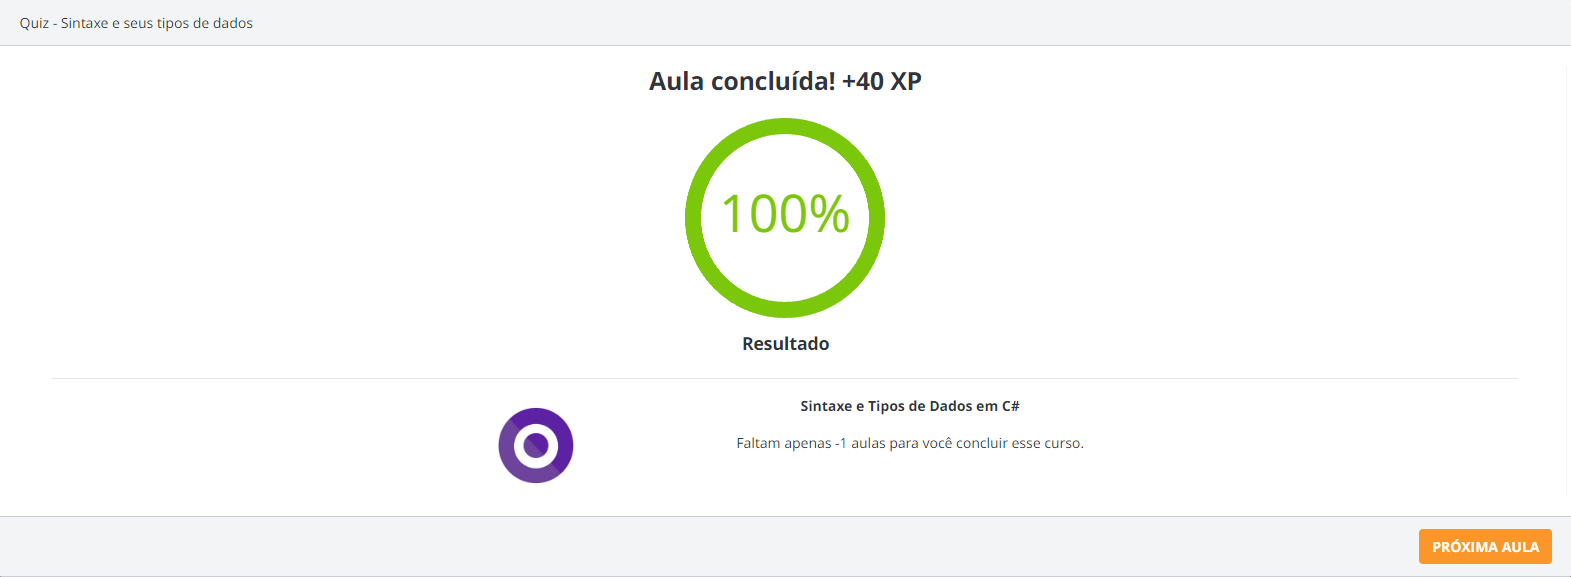 Quiz - Sintaxe e seus tipos de dados
Aula concluída! +40 XP
100%
Resultado
Sintaxe e Tipos de Dados em C#
Faltam apenas -1 aulas para você concluir esse curso.
PRÓXIMA AULA